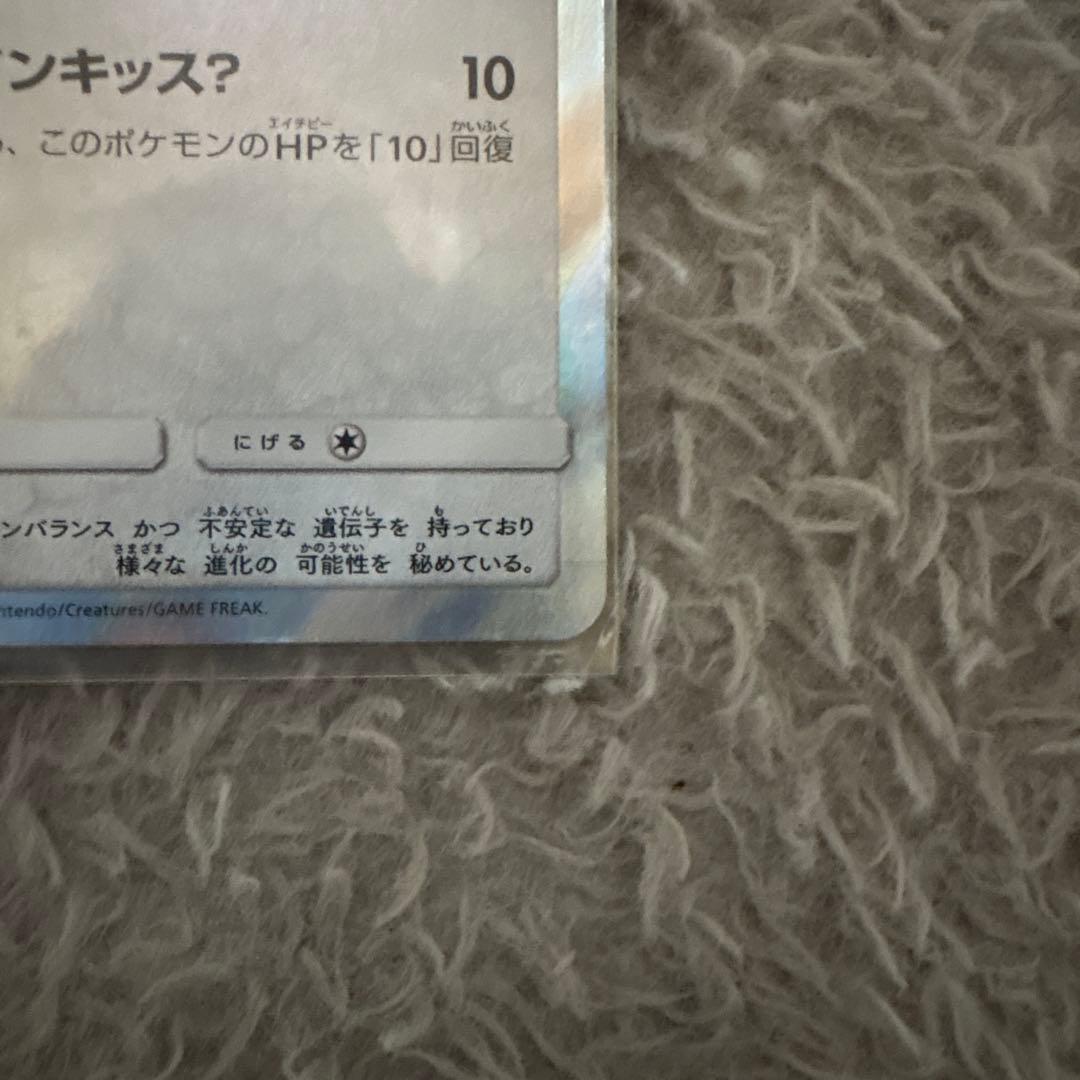 ンキッス? 10
、このポケモンのHPを「10」回復
エイチピー かいふく
にげる
ンバランス かつ 不安定な 遺伝子を 持っており
ふあんてい いでんし も
様々な 進化の 可能性を 秘めている。
さまざま しんか かのうせい ひ
ntendo/Creatures/GAME FREAK.